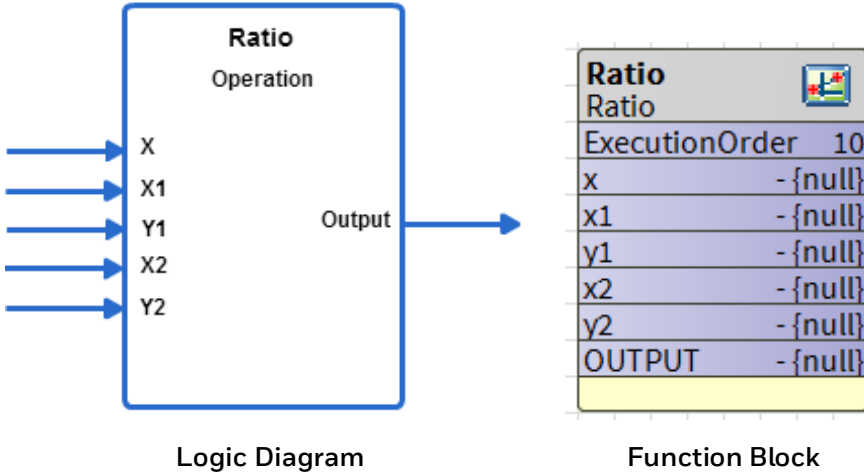 Ratio
Operation
X
X1
Y1
Output
X2
Y2
Logic Diagram
Ratio
Ratio
ExecutionOrder 10
x - {null}
x1 - {null}
y1 - {null}
x2 - {null}
y2 - {null}
OUTPUT - {null}
Function Block